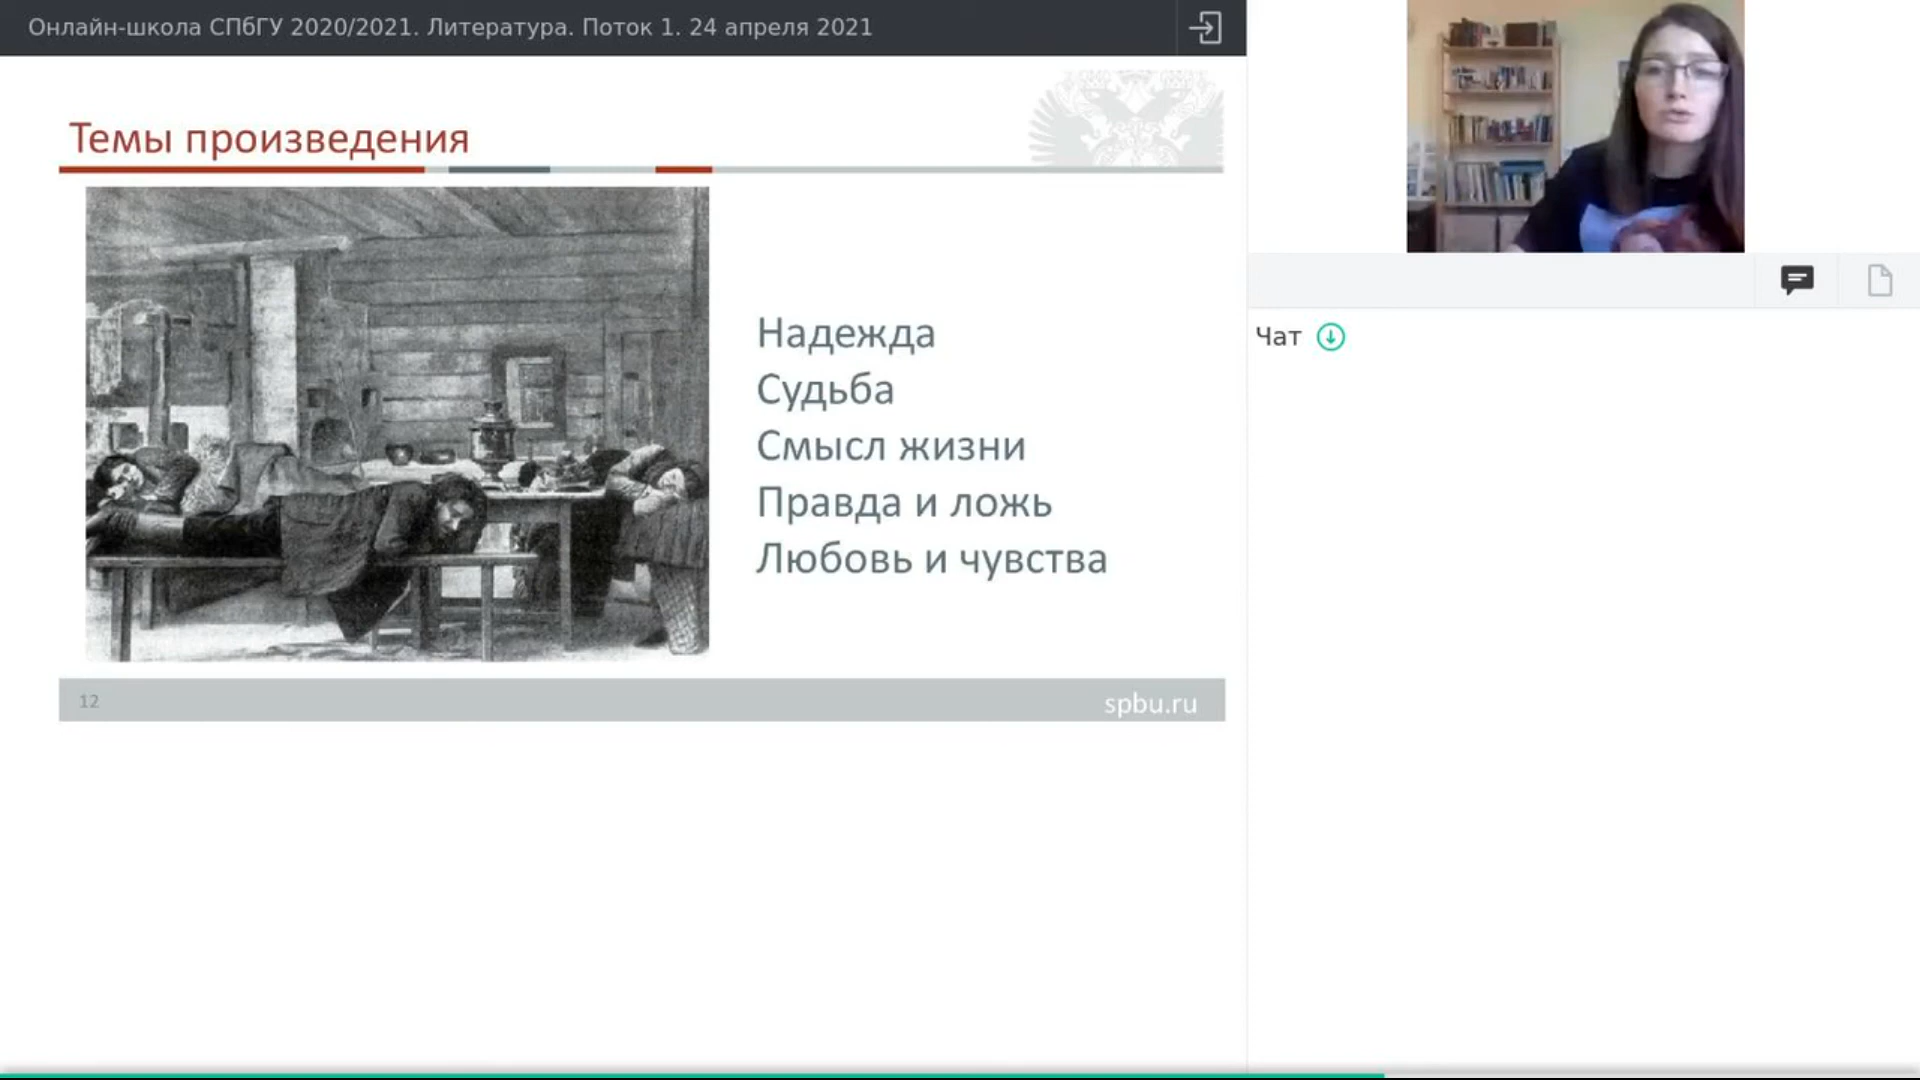 Онлайн-школа СПбГУ 2020/2021. Литература. Поток 1. 24 апреля 2021
Темы произведения
Надежда
Судьба
Смысл жизни
Правда и ложь
Любовь и чувства
12
spbu.ru
Чат